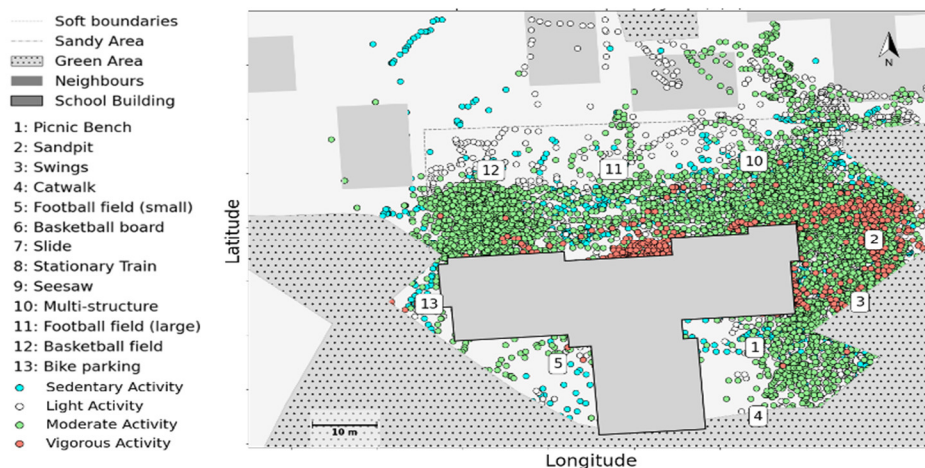 Soft boundaries
Sandy Area
Green Area
Neighbours
School Building
1: Picnic Bench
2: Sandpit
3: Swings
4: Catwalk
5: Football field (small)
6: Basketball board
7: Slide
8: Stationary Train
9: Seesaw
10: Multi-structure
11: Football field (large)
12: Basketball field
13: Bike parking
Sedentary Activity
Light Activity
Moderate Activity
Vigorous Activity
Latitude
N
12
11
10
2
13
3
1
5
4
10 m
Longitude